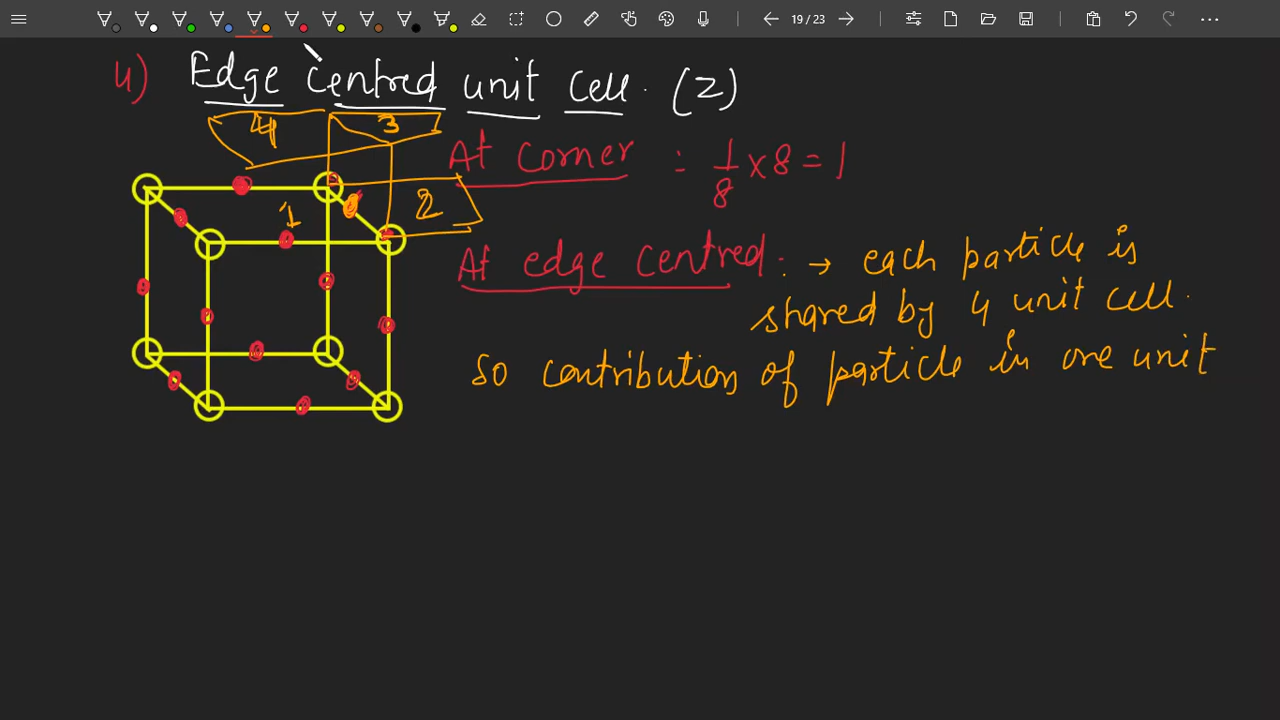 19 / 23
4) Edge Centred unit Cell. (Z)
4 3
At Corner : 1/8 x 8 = 1
1 2
At edge Centred. : → each particle is
shared by 4 unit cell.
So contribution of particle in one unit